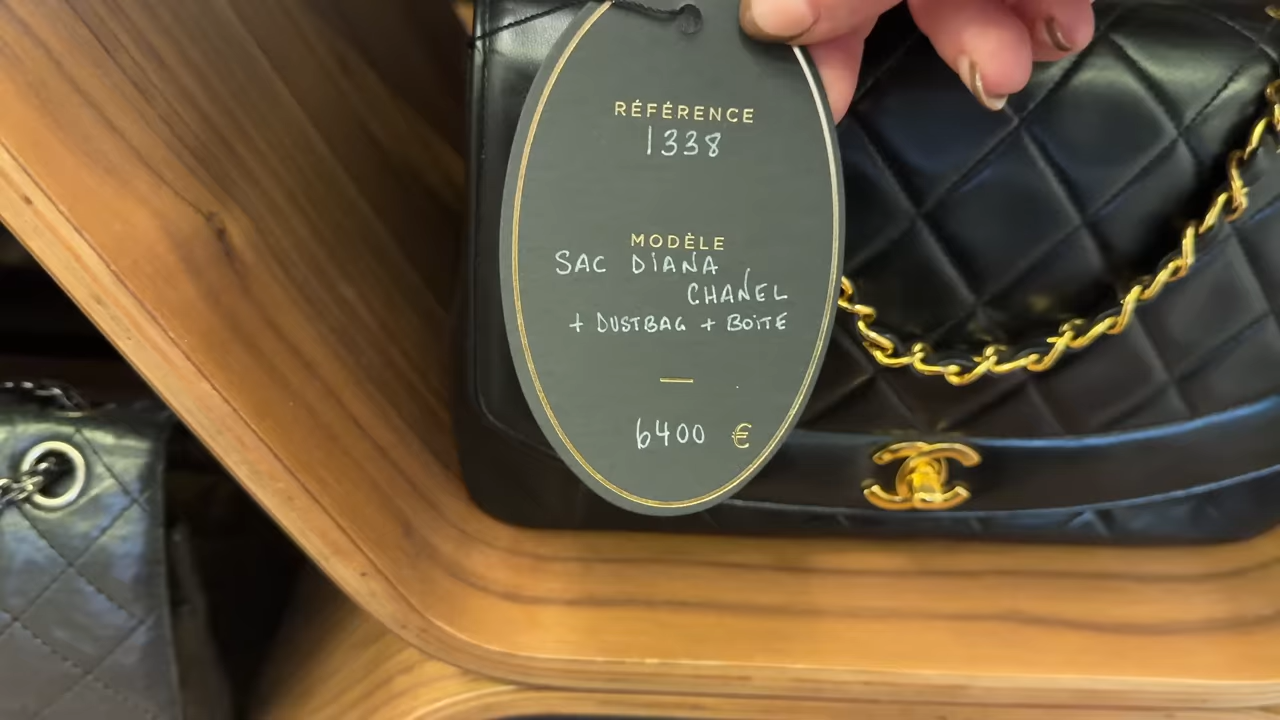 RÉFÉRENCE
1338
MODÈLE
SAC DIANA
CHANEL
+ DUSTBAG + BOiTE
6400 €